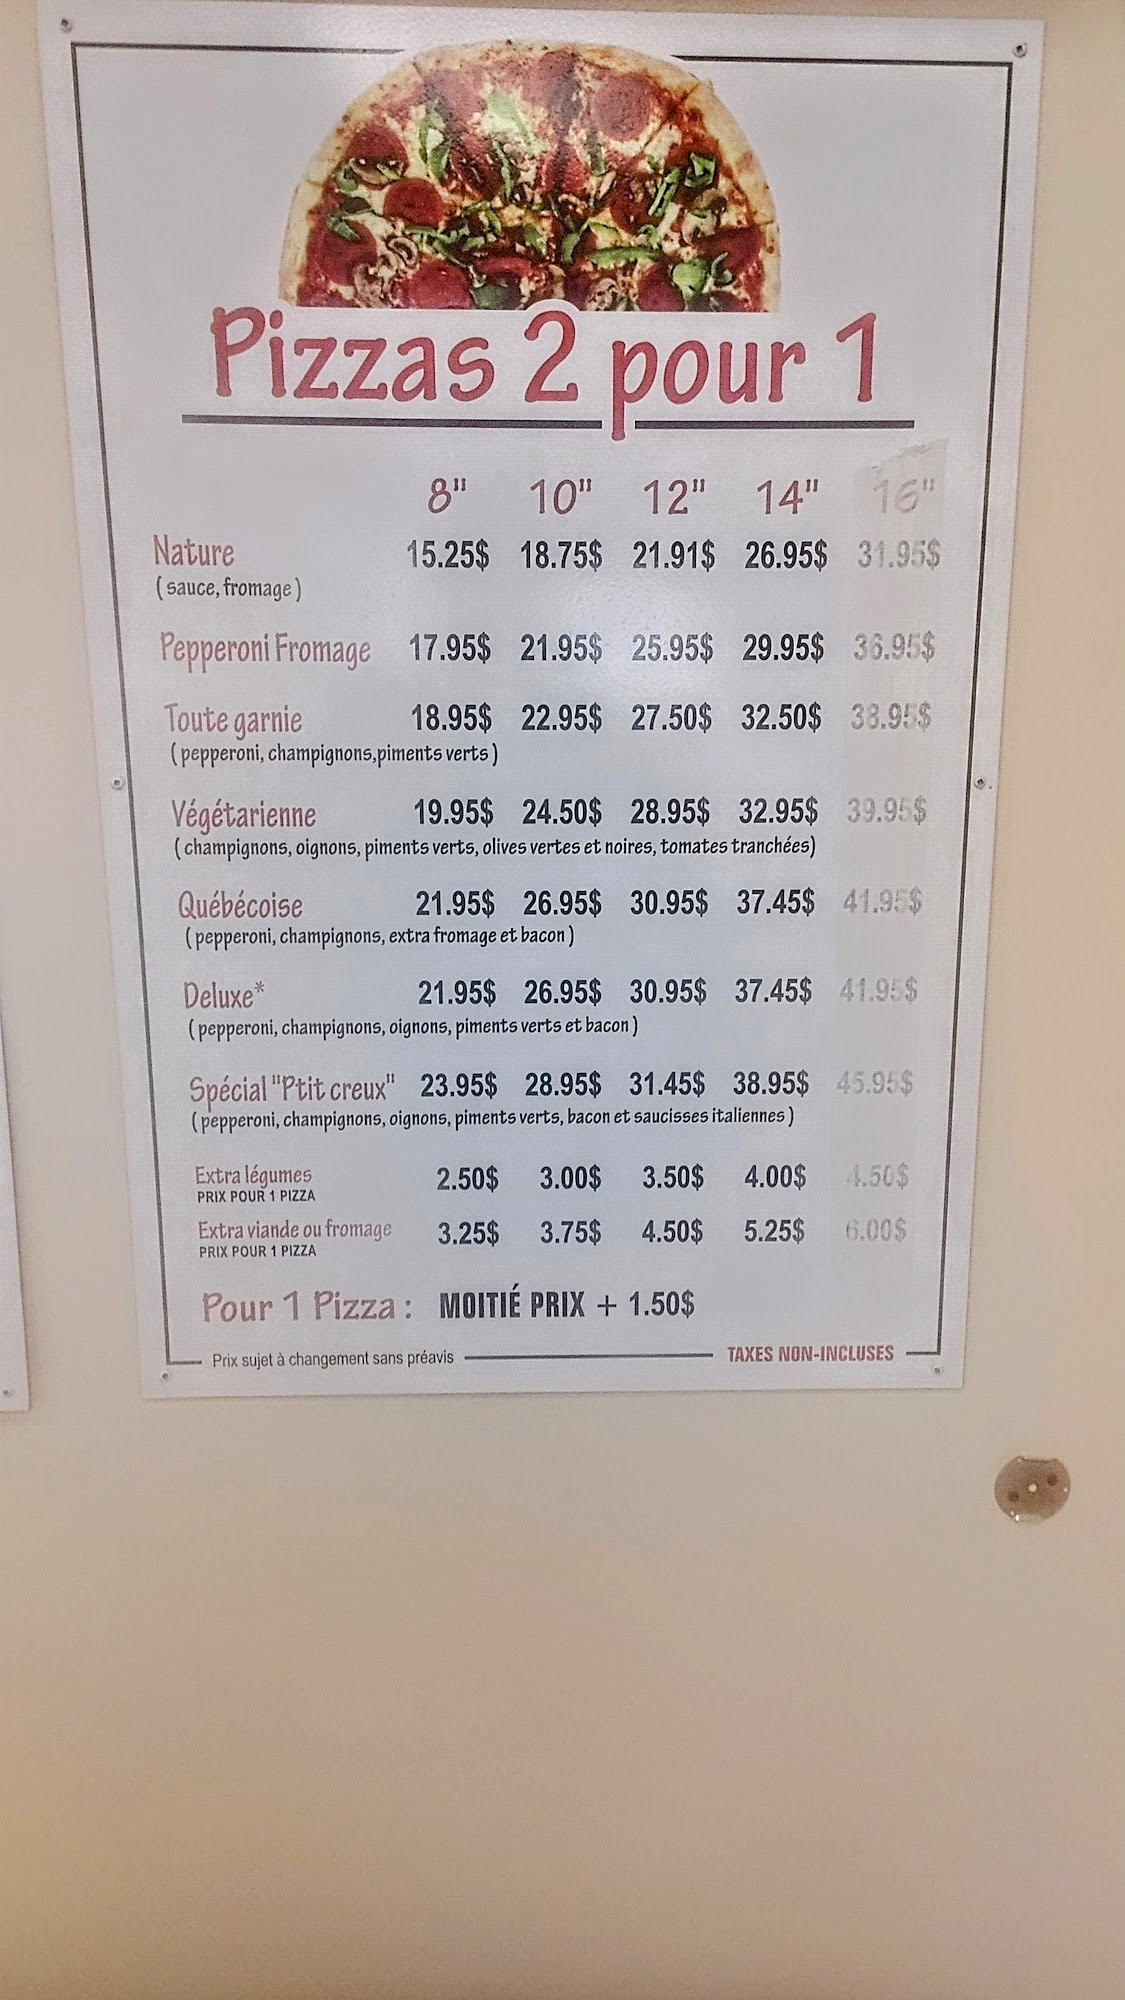 Pizzas 2 pour 1
8" 10" 12" 14" 16"
Nature 15.25$ 18.75$ 21.91$ 26.95$ 31.95$
(sauce, fromage)
Pepperoni Fromage 17.95$ 21.95$ 25.95$ 29.95$ 36.95$
Toute garnie 18.95$ 22.95$ 27.50$ 32.50$ 38.95$
(pepperoni, champignons,piments verts)
Végétarienne 19.95$ 24.50$ 28.95$ 32.95$ 39.95$
(champignons, oignons, piments verts, olives vertes et noires, tomates tranchées)
Québécoise 21.95$ 26.95$ 30.95$ 37.45$ 41.95$
(pepperoni, champignons, extra fromage et bacon)
Deluxe* 21.95$ 26.95$ 30.95$ 37.45$ 41.95$
(pepperoni, champignons, oignons, piments verts et bacon)
Spécial "Ptit creux" 23.95$ 28.95$ 31.45$ 38.95$ 45.95$
(pepperoni, champignons, oignons, piments verts, bacon et saucisses italiennes)
Extra légumes 2.50$ 3.00$ 3.50$ 4.00$ 4.50$
PRIX POUR 1 PIZZA
Extra viande ou fromage 3.25$ 3.75$ 4.50$ 5.25$ 6.00$
PRIX POUR 1 PIZZA
Pour 1 Pizza : MOITIÉ PRIX + 1.50$
Prix sujet à changement sans préavis TAXES NON-INCLUSES